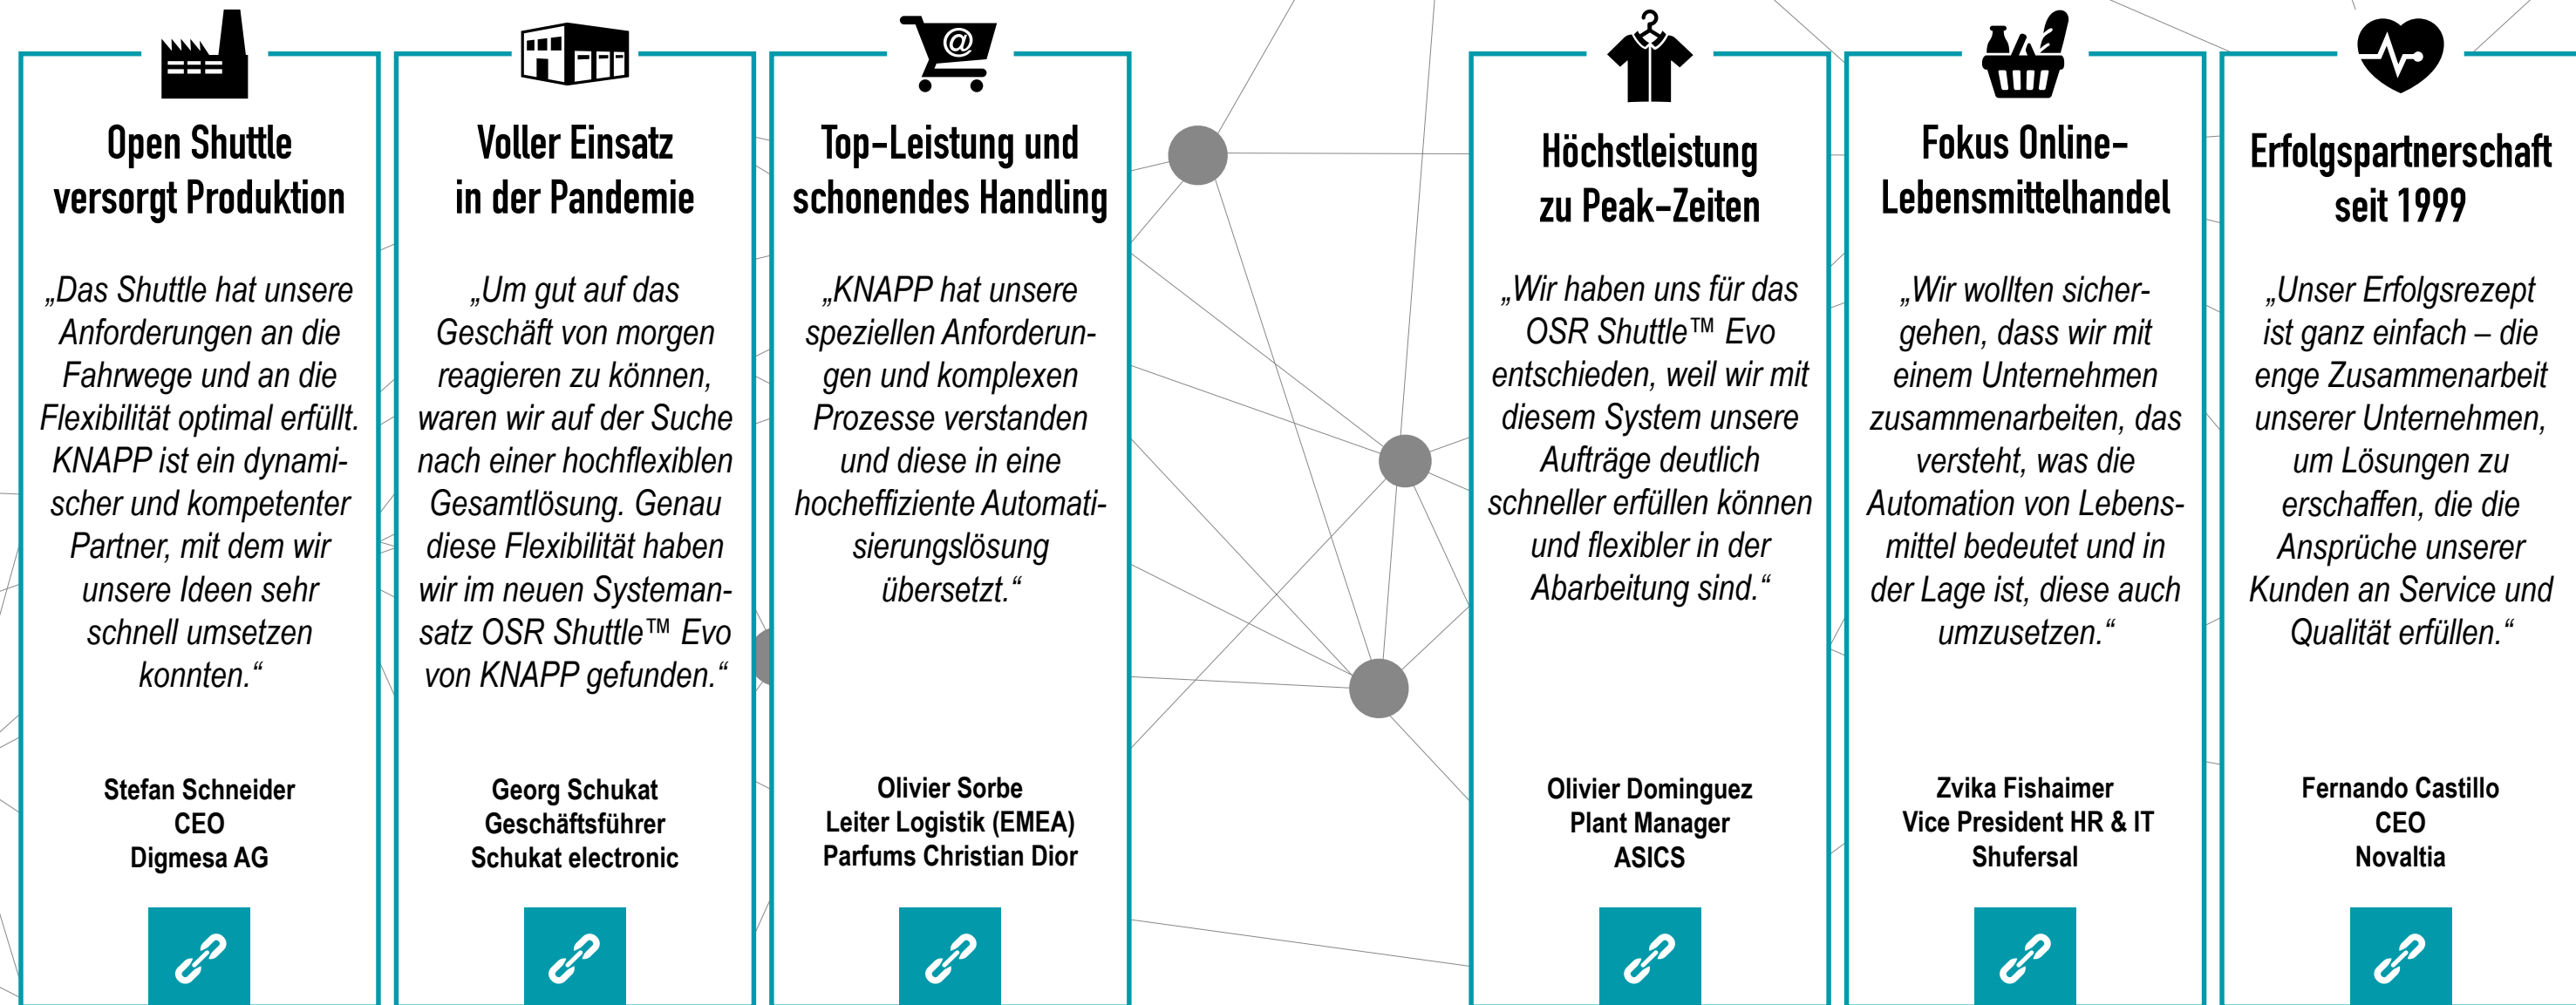 Open Shuttle
versorgt Produktion
„Das Shuttle hat unsere
Anforderungen an die
Fahrwege und an die
Flexibilität optimal erfüllt.
KNAPP ist ein dynami-
scher und kompetenter
Partner, mit dem wir
unsere Ideen sehr
schnell umsetzen
konnten.“
Stefan Schneider
CEO
Digmesa AG
Voller Einsatz
in der Pandemie
„Um gut auf das
Geschäft von morgen
reagieren zu können,
waren wir auf der Suche
nach einer hochflexiblen
Gesamtlösung. Genau
diese Flexibilität haben
wir im neuen Systeman-
satz OSR Shuttle™ Evo
von KNAPP gefunden.“
Georg Schukat
Geschäftsführer
Schukat electronic
@
Top-Leistung und
schonendes Handling
„KNAPP hat unsere
speziellen Anforderun-
gen und komplexen
Prozesse verstanden
und diese in eine
hocheffiziente Automati-
sierungslösung
übersetzt.“
Olivier Sorbe
Leiter Logistik (EMEA)
Parfums Christian Dior
Höchstleistung
zu Peak-Zeiten
„Wir haben uns für das
OSR Shuttle™ Evo
entschieden, weil wir mit
diesem System unsere
Aufträge deutlich
schneller erfüllen können
und flexibler in der
Abarbeitung sind.“
Olivier Dominguez
Plant Manager
ASICS
Fokus Online-
Lebensmittelhandel
„Wir wollten sicher-
gehen, dass wir mit
einem Unternehmen
zusammenarbeiten, das
versteht, was die
Automation von Lebens-
mittel bedeutet und in
der Lage ist, diese auch
umzusetzen.“
Zvika Fishaimer
Vice President HR & IT
Shufersal
Erfolgspartnerschaft
seit 1999
„Unser Erfolgsrezept
ist ganz einfach – die
enge Zusammenarbeit
unserer Unternehmen,
um Lösungen zu
erschaffen, die die
Ansprüche unserer
Kunden an Service und
Qualität erfüllen.“
Fernando Castillo
CEO
Novaltia